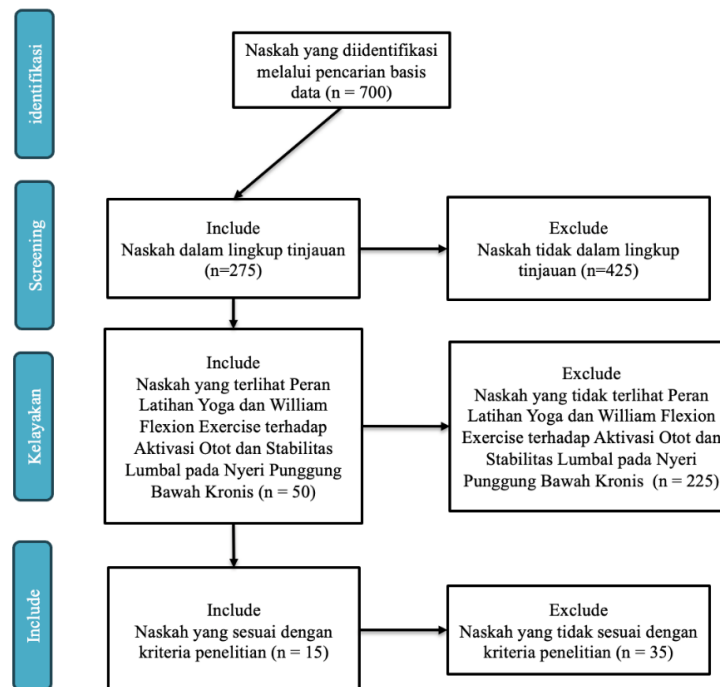 identifikasi
Naskah yang diidentifikasi
melalui pencarian basis
data (n = 700)
Screening
Include
Naskah dalam lingkup tinjauan
(n=275)
Exclude
Naskah tidak dalam lingkup
tinjauan (n=425)
Kelayakan
Include
Naskah yang terlihat Peran
Latihan Yoga dan William
Flexion Exercise terhadap
Aktivasi Otot dan Stabilitas
Lumbal pada Nyeri Punggung
Bawah Kronis (n = 50)
Exclude
Naskah yang tidak terlihat Peran
Latihan Yoga dan William Flexion
Exercise terhadap Aktivasi Otot dan
Stabilitas Lumbal pada Nyeri
Punggung Bawah Kronis (n = 225)
Include
Include
Naskah yang sesuai dengan
kriteria penelitian (n = 15)
Exclude
Naskah yang tidak sesuai dengan
kriteria penelitian (n = 35)